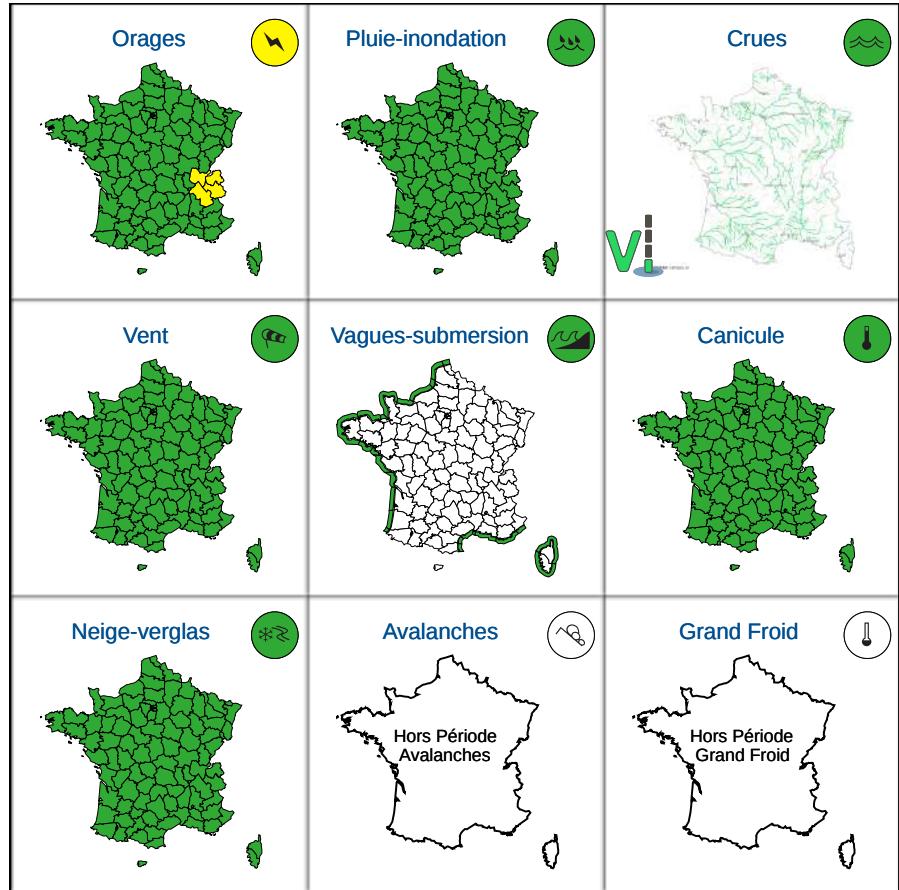 Orages
Pluie-inondation
Crues
Vi
Vent
Vagues-submersion
Canicule
Neige-verglas
Avalanches
Grand Froid
Hors Période
Avalanches
Hors Période
Grand Froid